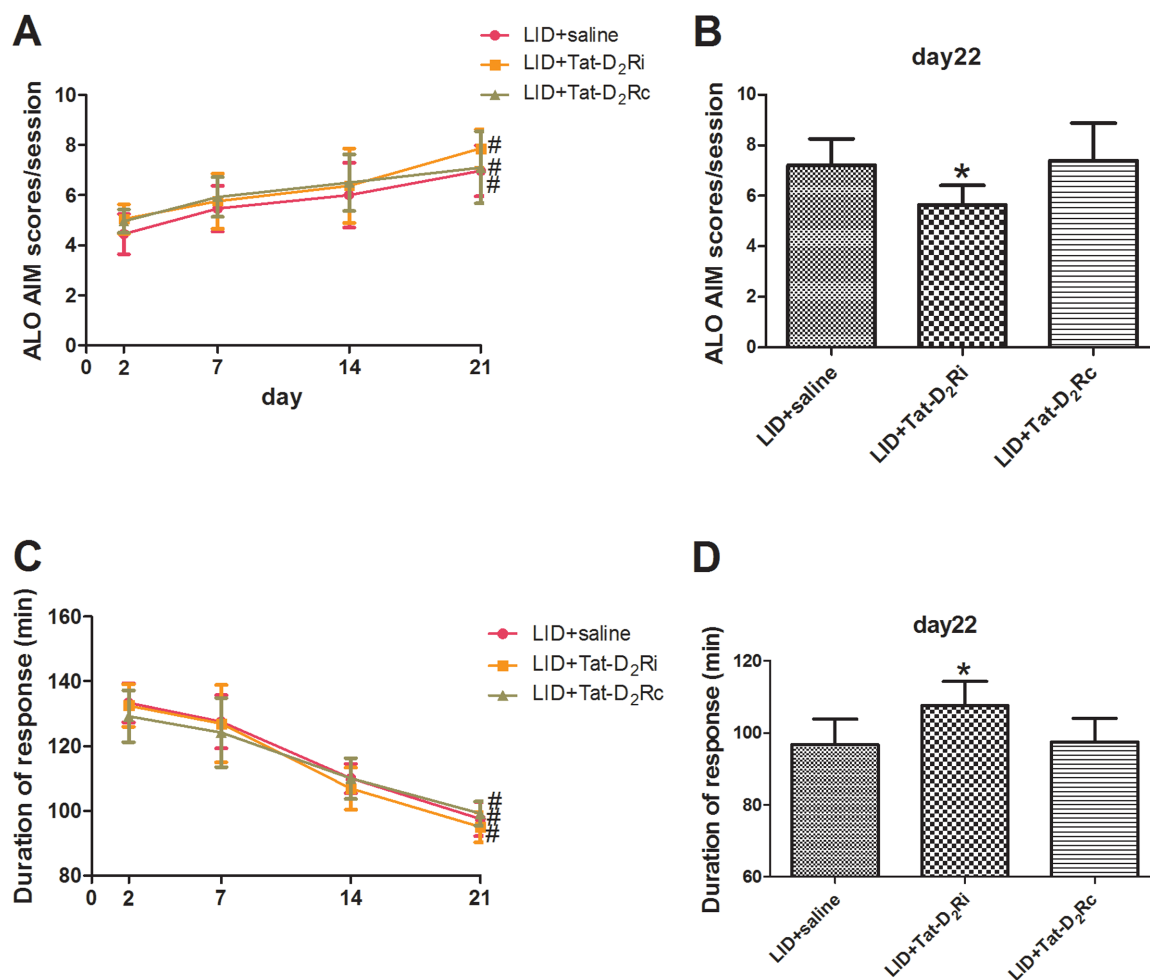 A
LID+saline
LID+Tat-D₂Ri
LID+Tat-D₂Rc
ALO AIM scores/session
10
8
6
4
2
0
#
#
#
0 2 7 14 21
day
B
day22
ALO AIM scores/session
10
8
6
4
2
0
*
LID+saline
LID+Tat-D₂Ri
LID+Tat-D₂Rc
C
LID+saline
LID+Tat-D₂Ri
LID+Tat-D₂Rc
Duration of response (min)
160
140
120
100
80
#
#
#
0 2 7 14 21
D
day22
Duration of response (min)
120
100
80
60
*
LID+saline
LID+Tat-D₂Ri
LID+Tat-D₂Rc